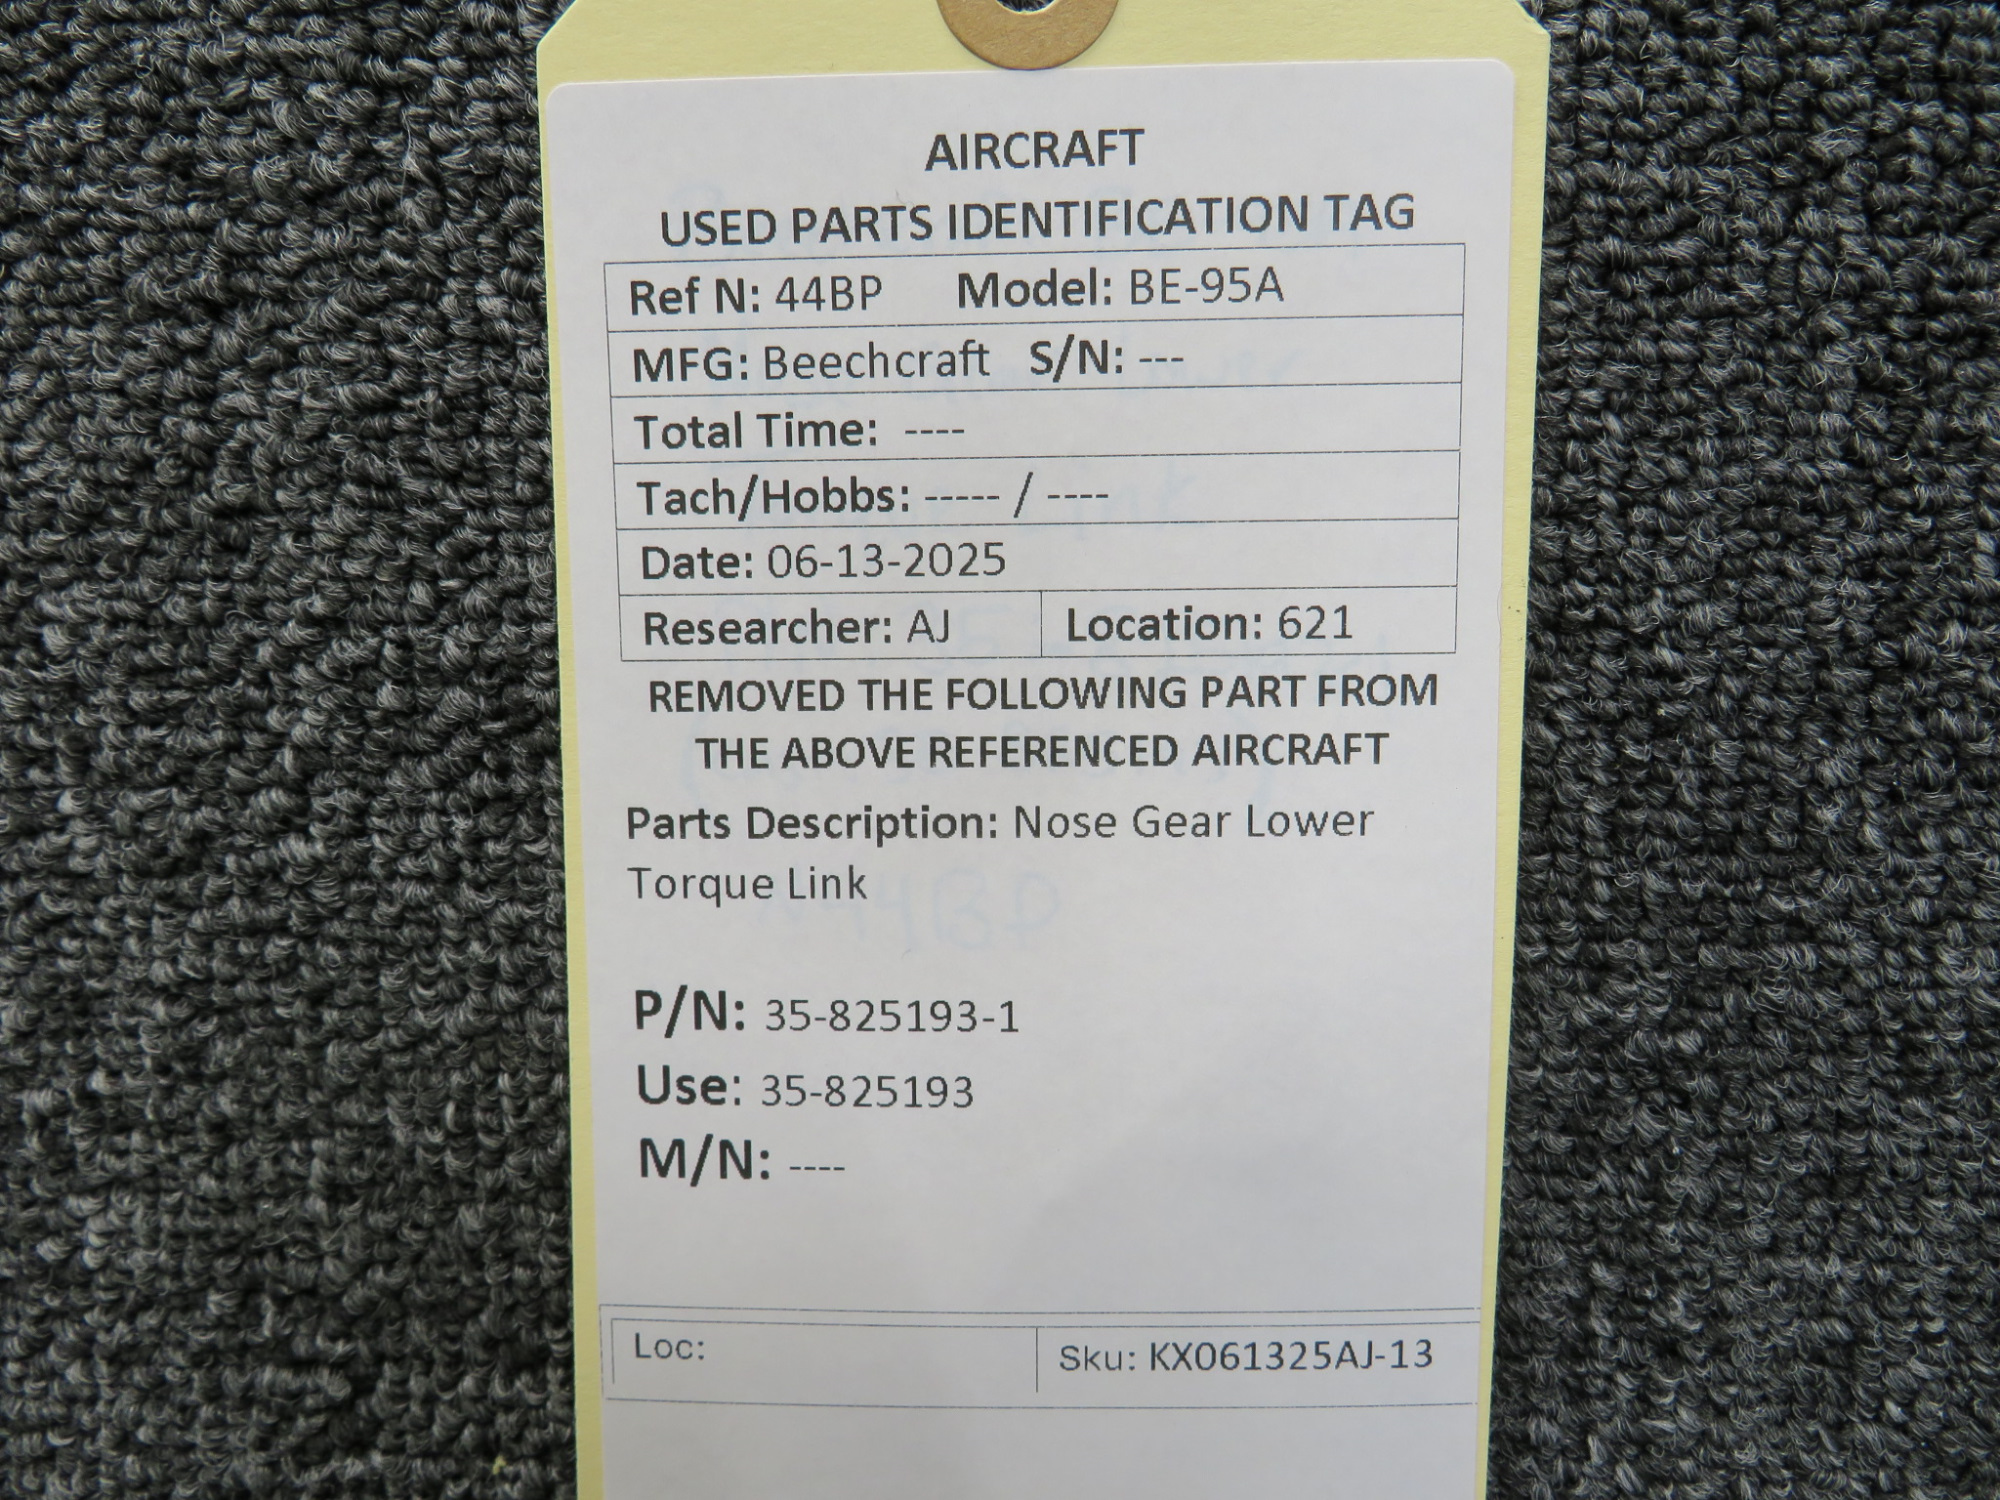 AIRCRAFT
USED PARTS IDENTIFICATION TAG
Ref N: 44BP Model: BE-95A
MFG: Beechcraft S/N: ---
Total Time: ----
Tach/Hobbs: ----- / ----
Date: 06-13-2025
Researcher: AJ Location: 621
REMOVED THE FOLLOWING PART FROM
THE ABOVE REFERENCED AIRCRAFT
Parts Description: Nose Gear Lower
Torque Link
P/N: 35-825193-1
Use: 35-825193
M/N: ----
Loc: Sku: KX061325AJ-13